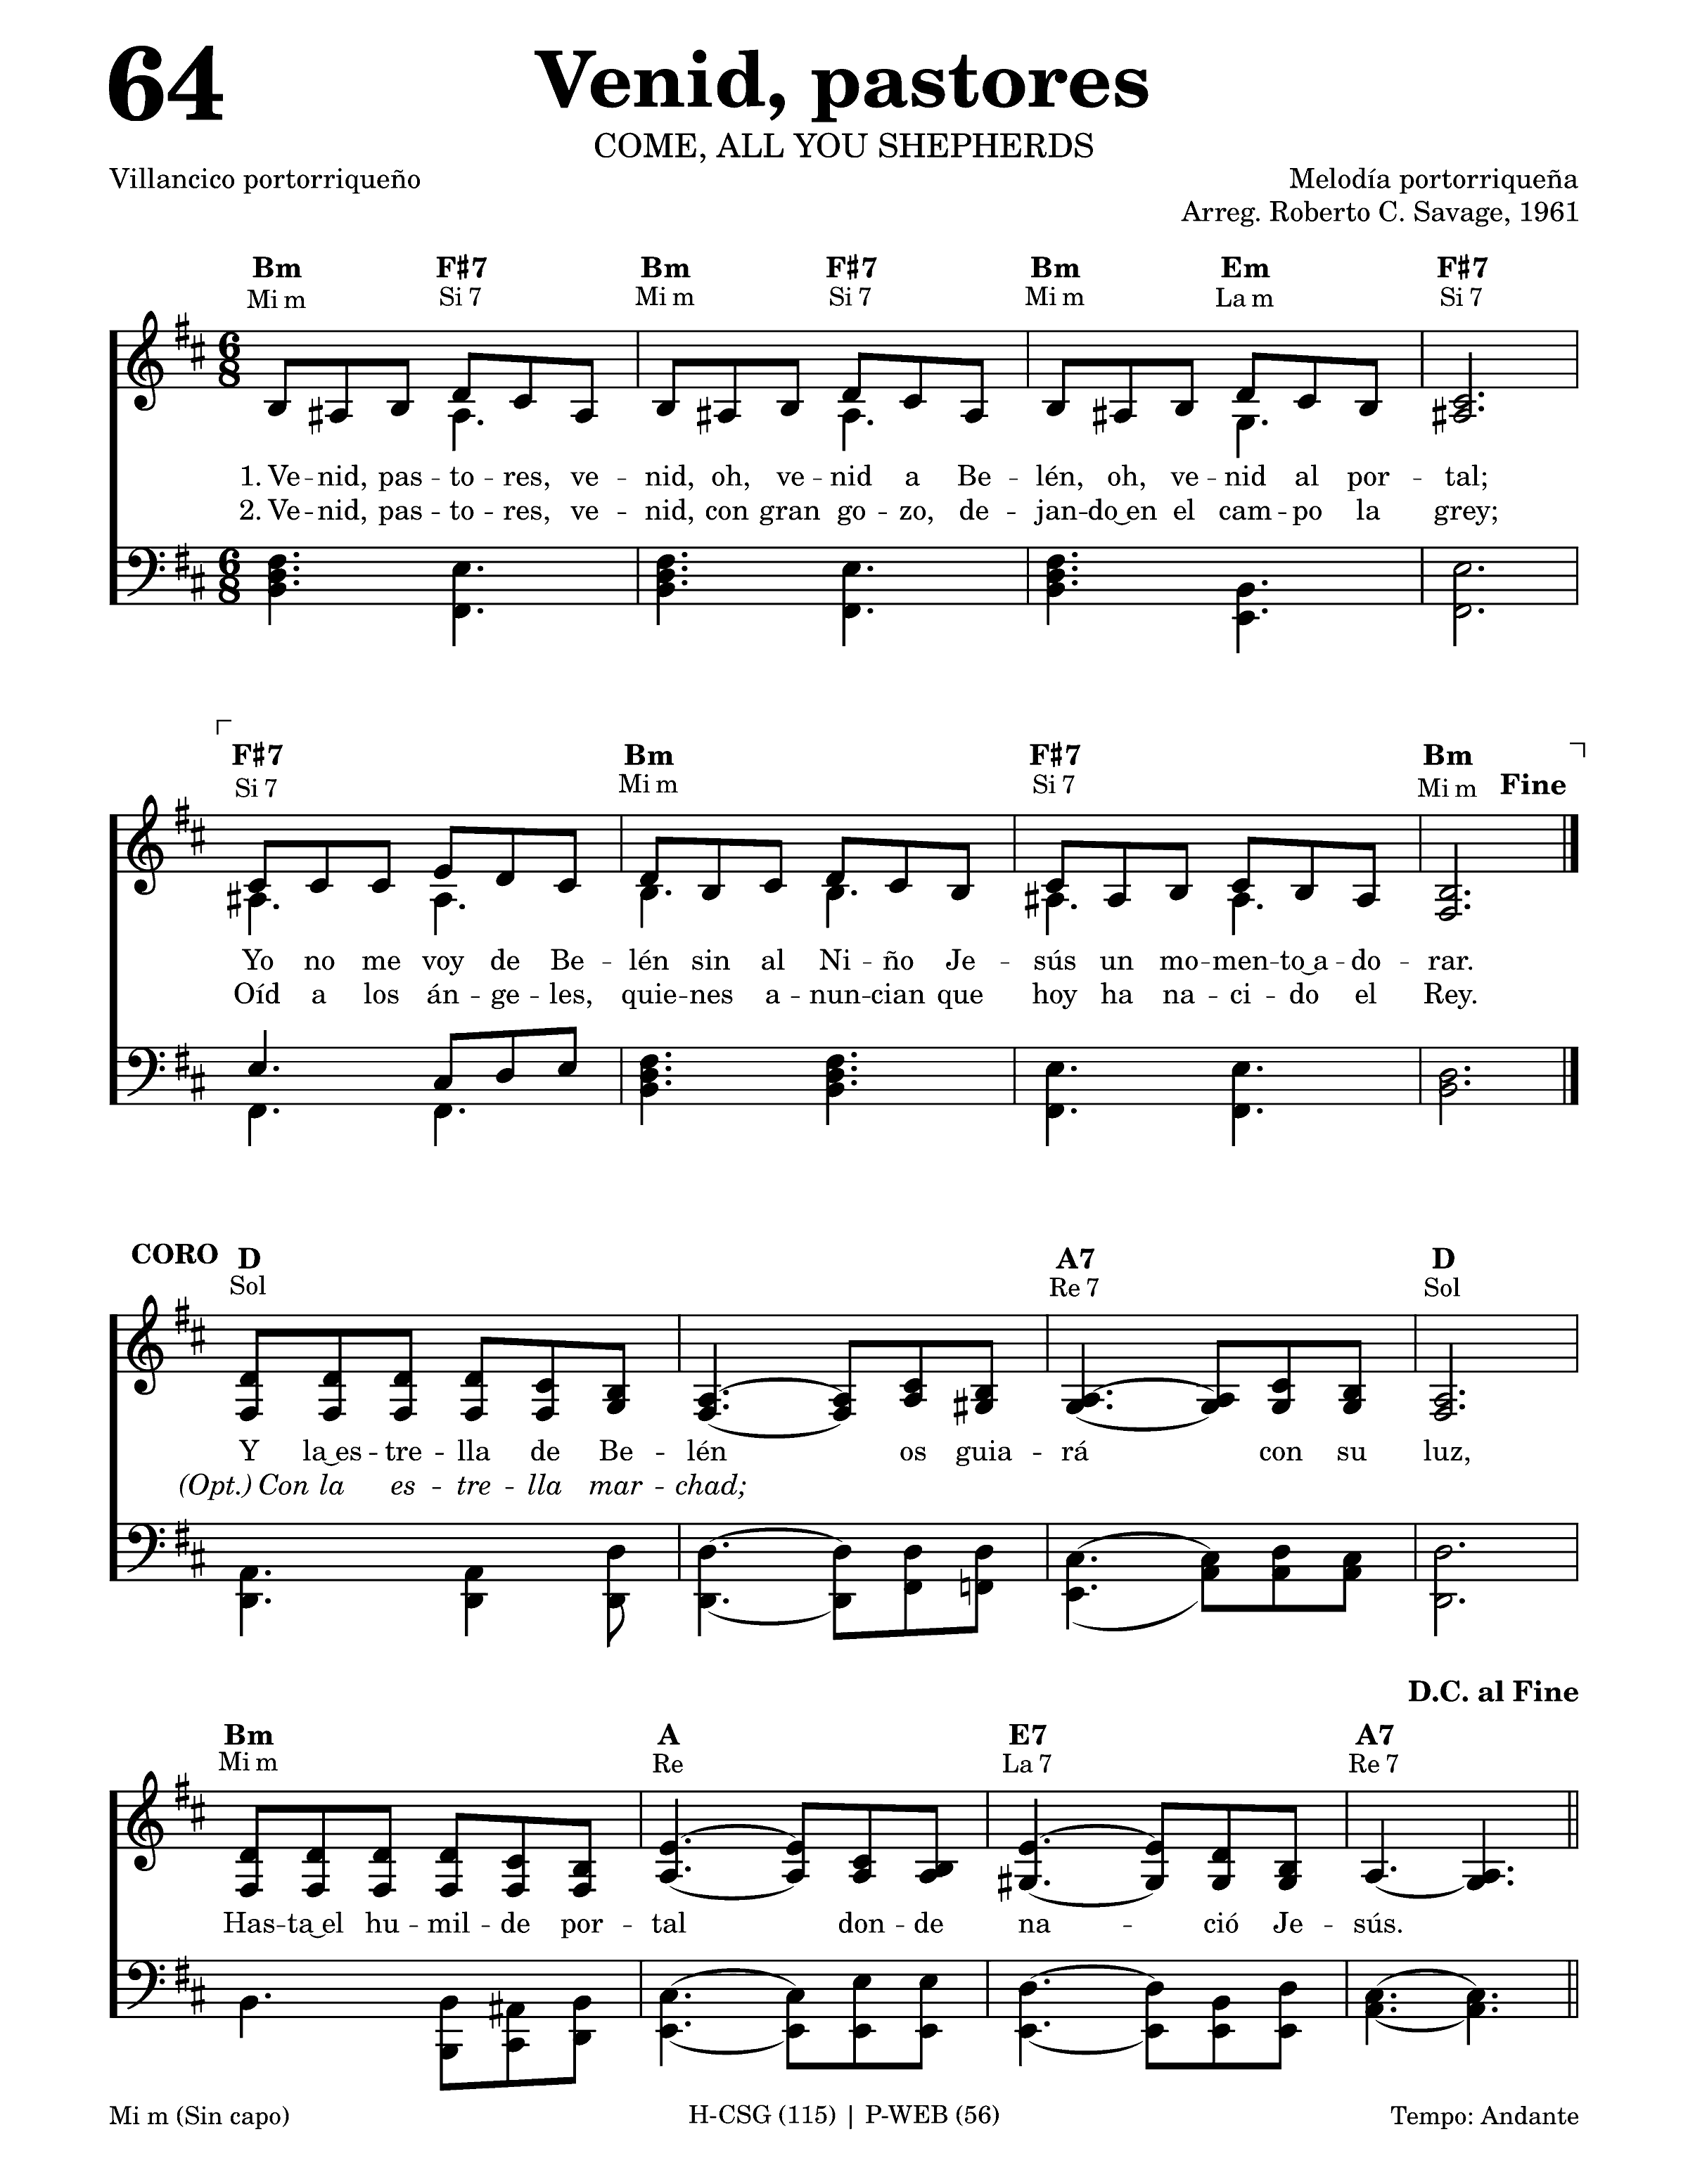 64
Venid, pastores
COME, ALL YOU SHEPHERDS
Villancico portorriqueño
Melodía portorriqueña
Arreg. Roberto C. Savage, 1961
Bm F♯7 Bm F♯7 Bm Em F♯7
Mi m Si 7 Mi m Si 7 Mi m La m Si 7
6 8
1. Ve - nid, pas - to - res, ve - nid, oh, ve - nid a Be - lén, oh, ve - nid al por - tal;
2. Ve - nid, pas - to - res, ve - nid, con gran go - zo, de - jan - do‿en el cam - po la grey;
6 8
F♯7 Bm F♯7 Bm
Si 7 Mi m Si 7 Mi m Fine
Yo no me voy de Be - lén sin al Ni - ño Je - sús un mo - men - to‿a - do - rar.
Oíd a los án - ge - les, quie - nes a - nun - cian que hoy ha na - ci - do el Rey.
CORO D A7 D
Sol Re 7 Sol
Y la‿es - tre - lla de Be - lén os guia - rá con su luz,
(Opt.) Con la es - tre - lla mar - chad;
D.C. al Fine
Bm A E7 A7
Mi m Re La 7 Re 7
Has - ta‿el hu - mil - de por - tal don - de na - ció Je - sús.
Mi m (Sin capo)
H-CSG (115) | P-WEB (56)
Tempo: Andante